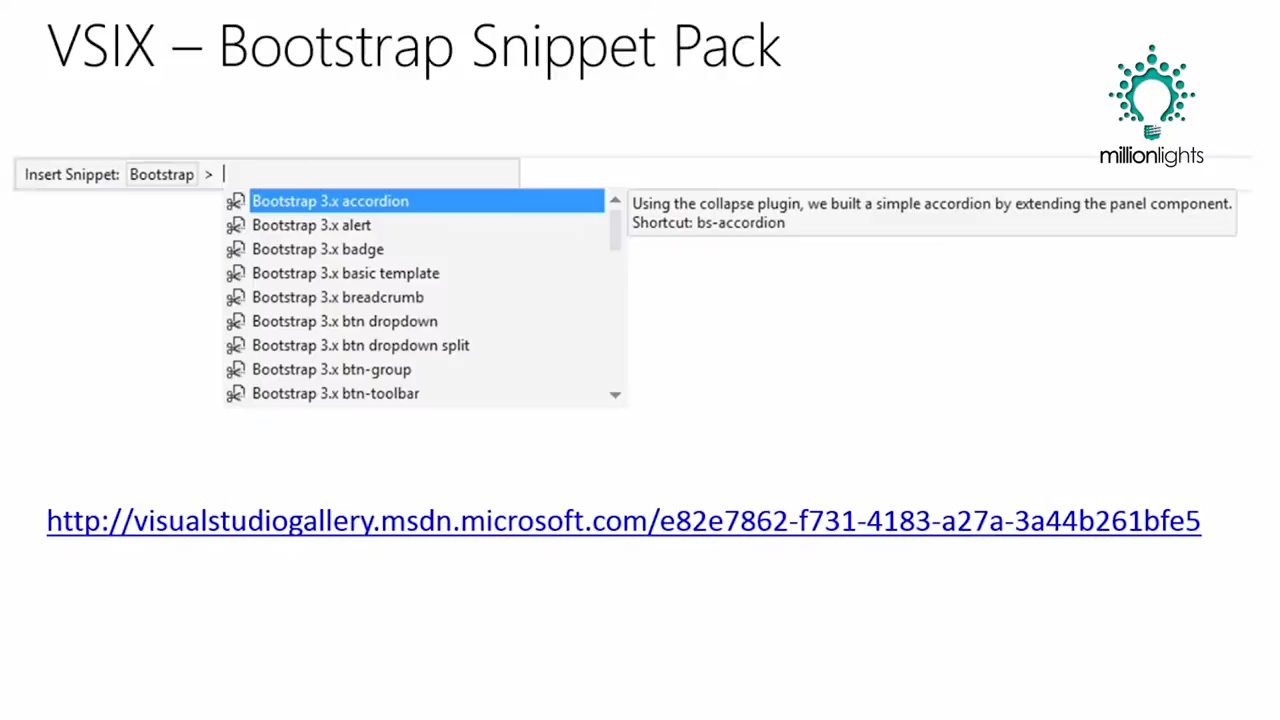 VSIX – Bootstrap Snippet Pack
millionlights
Insert Snippet: Bootstrap >
Bootstrap 3.x accordion
Using the collapse plugin, we built a simple accordion by extending the panel component.
Shortcut: bs-accordion
Bootstrap 3.x alert
Bootstrap 3.x badge
Bootstrap 3.x basic template
Bootstrap 3.x breadcrumb
Bootstrap 3.x btn dropdown
Bootstrap 3.x btn dropdown split
Bootstrap 3.x btn-group
Bootstrap 3.x btn-toolbar
http://visualstudiogallery.msdn.microsoft.com/e82e7862-f731-4183-a27a-3a44b261bfe5